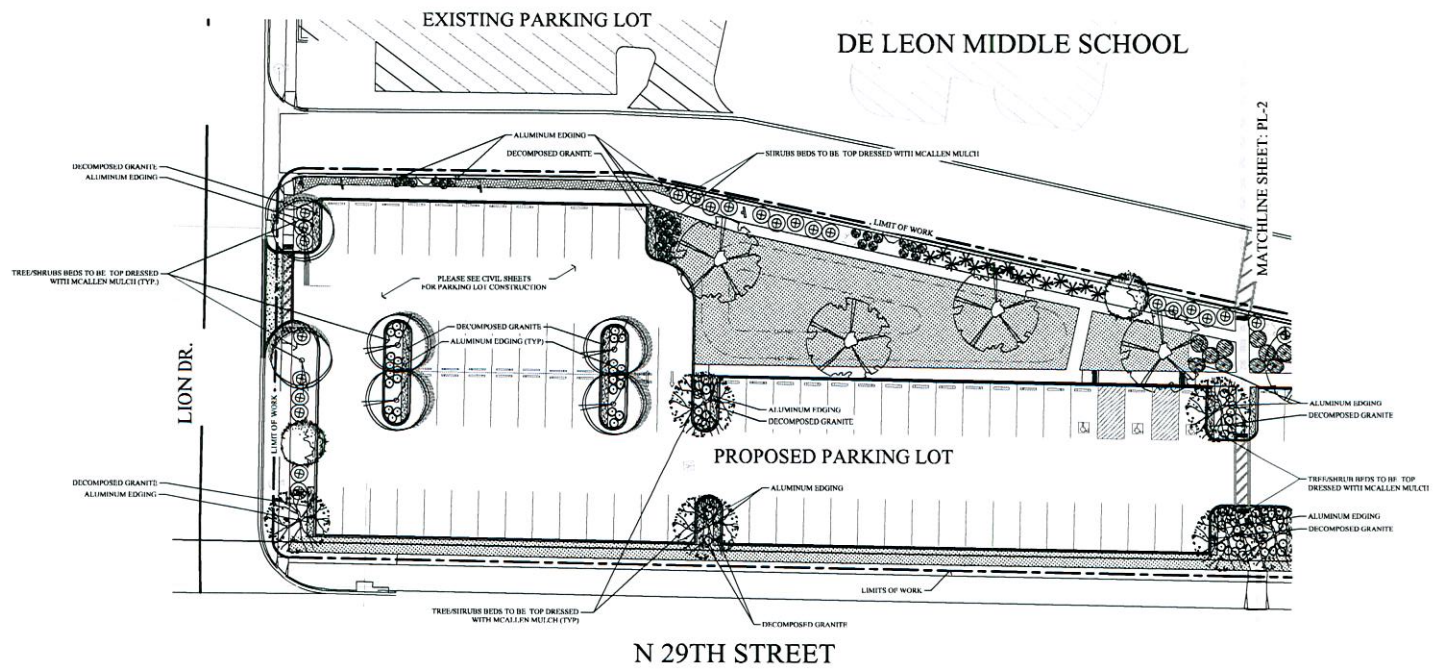 EXISTING PARKING LOT
DE LEON MIDDLE SCHOOL
MATCHLINE SHEET: PL-2
ALUMINUM EDGING
DECOMPOSED GRANITE
SHRUBS BEDS TO BE TOP DRESSED WITH MCALLEN MULCH
DECOMPOSED GRANITE
ALUMINUM EDGING
LIMIT OF WORK
TREE/SHRUBS BEDS TO BE TOP DRESSED
WITH MCALLEN MULCH (TYP.)
PLEASE SEE CIVIL SHEETS
FOR PARKING LOT CONSTRUCTION
DECOMPOSED GRANITE
ALUMINUM EDGING (TYP)
LION DR.
LIMIT OF WORK
ALUMINUM EDGING
DECOMPOSED GRANITE
ALUMINUM EDGING
DECOMPOSED GRANITE
PROPOSED PARKING LOT
DECOMPOSED GRANITE
ALUMINUM EDGING
ALUMINUM EDGING
TREE/SHRUB BEDS TO BE TOP
DRESSED WITH MCALLEN MULCH
ALUMINUM EDGING
DECOMPOSED GRANITE
LIMITS OF WORK
TREE/SHRUBS BEDS TO BE TOP DRESSED
WITH MCALLEN MULCH (TYP)
DECOMPOSED GRANITE
N 29TH STREET